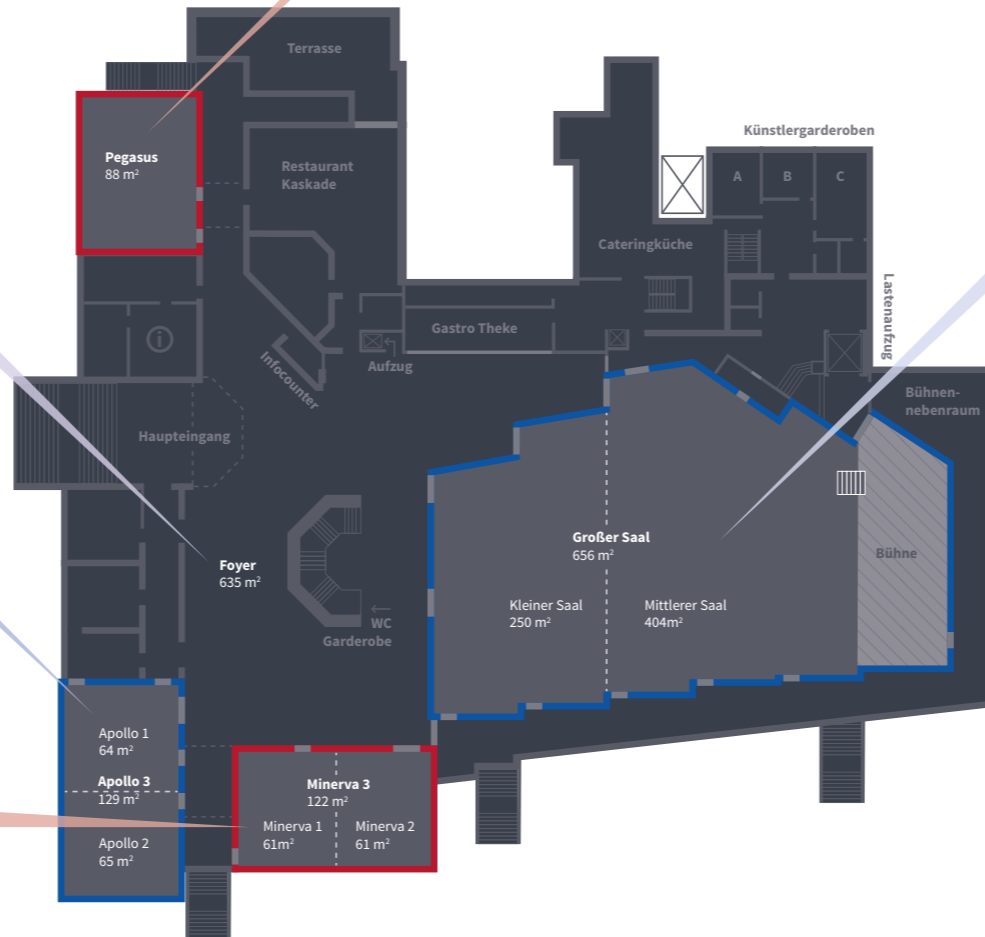 Terrasse
Künstlergarderoben
Pegasus
88 m²
Restaurant
Kaskade
A
B
C
Cateringküche
Lastenaufzug
Gastro Theke
i
Infocounter
Aufzug
Bühnen-
nebenraum
Haupteingang
Großer Saal
656 m²
Bühne
Foyer
635 m²
Kleiner Saal
250 m²
Mittlerer Saal
404m²
WC
Garderobe
Apollo 1
64 m²
Apollo 3
129 m²
Apollo 2
65 m²
Minerva 3
122 m²
Minerva 1
61m²
Minerva 2
61 m²